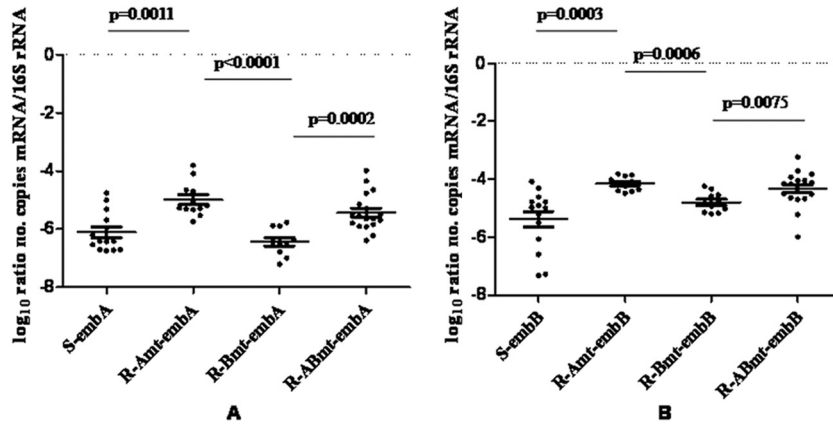 p=0.0011
p<0.0001
p=0.0002
0
-4
-6
-8
log10 ratio no. copies mRNA/16S rRNA
S-embA
R-Amt-embA
R-Bmt-embA
R-ABmt-embA
A
p=0.0003
p=0.0006
p=0.0075
0
-4
-6
-8
log10 ratio no. copies mRNA/16S rRNA
S-embB
R-Amt-embB
R-Bmt-embB
R-ABmt-embB
B